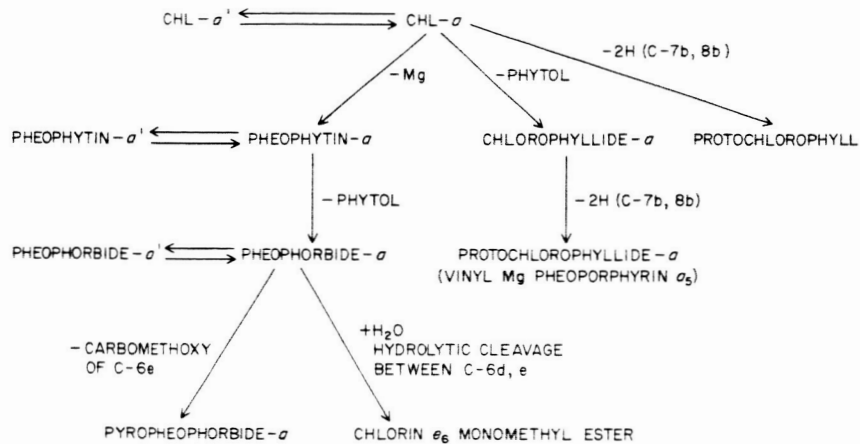 CHL-a'
CHL-a
-Mg
-PHYTOL
-2H (C-7b, 8b)
PHEOPHYTIN-a'
PHEOPHYTIN-a
CHLOROPHYLLIDE-a
PROTOCHLOROPHYLL
-PHYTOL
-2H (C-7b, 8b)
PHEOPHORBIDE-a'
PHEOPHORBIDE-a
PROTOCHLOROPHYLLIDE-a
(VINYL Mg PHEOPORPHYRIN a₅)
-CARBOMETHOXY
OF C-6e
+H₂O
HYDROLYTIC CLEAVAGE
BETWEEN C-6d, e
PYROPHEOPHORBIDE-a
CHLORIN e₆ MONOMETHYL ESTER